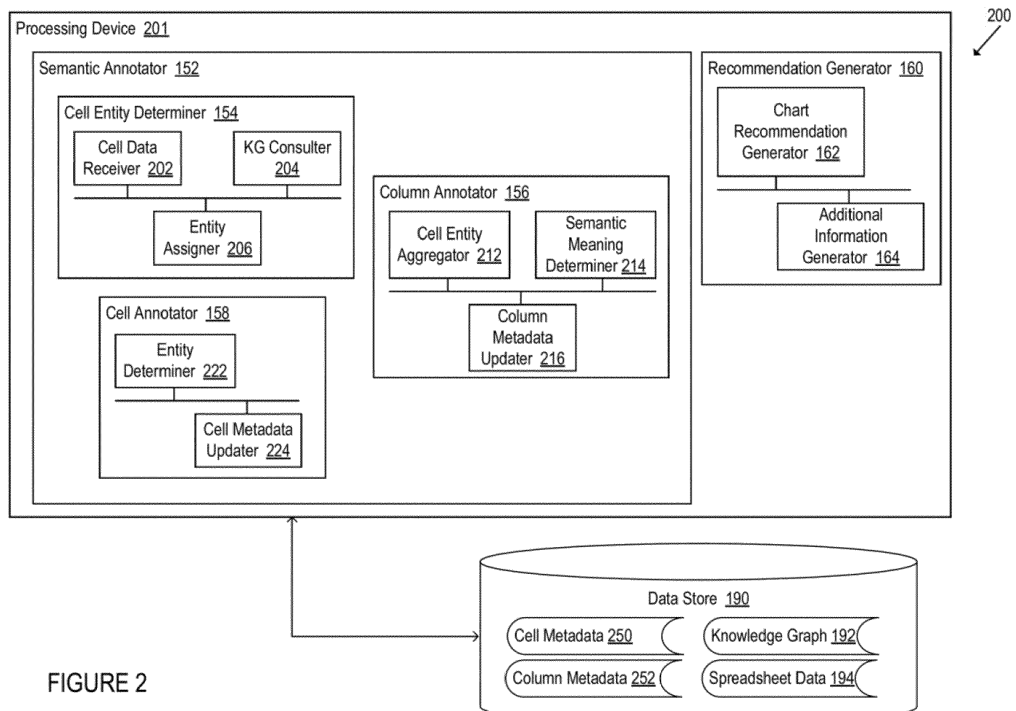 200
Processing Device 201
Semantic Annotator 152
Cell Entity Determiner 154
Cell Data
Receiver 202
KG Consulter
204
Entity
Assigner 206
Column Annotator 156
Cell Entity
Aggregator 212
Semantic
Meaning
Determiner 214
Column
Metadata
Updater 216
Cell Annotator 158
Entity
Determiner 222
Cell Metadata
Updater 224
Recommendation Generator 160
Chart
Recommendation
Generator 162
Additional
Information
Generator 164
Data Store 190
Cell Metadata 250
Knowledge Graph 192
Column Metadata 252
Spreadsheet Data 194
FIGURE 2